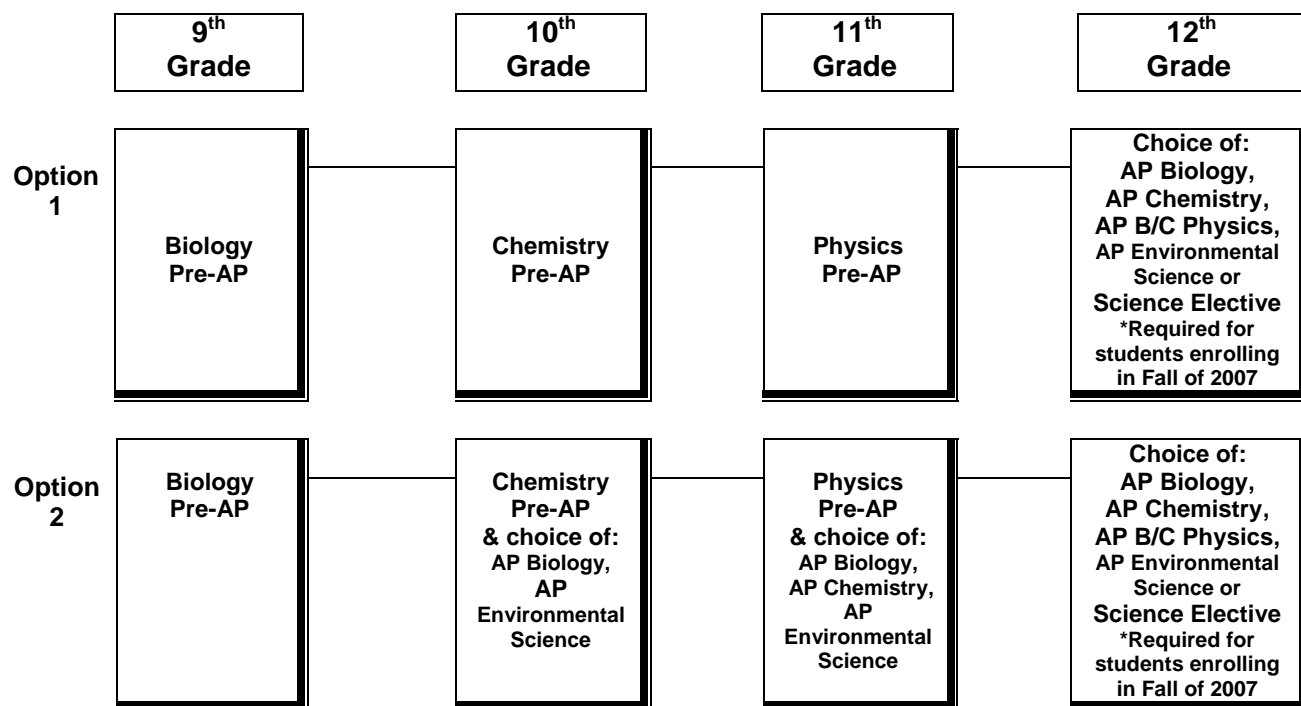 9th
Grade
10th
Grade
11th
Grade
12th
Grade
Option
1
Biology
Pre-AP
Chemistry
Pre-AP
Physics
Pre-AP
Choice of:
AP Biology,
AP Chemistry,
AP B/C Physics,
AP Environmental
Science or
Science Elective
*Required for
students enrolling
in Fall of 2007
Option
2
Biology
Pre-AP
Chemistry
Pre-AP
& choice of:
AP Biology,
AP
Environmental
Science
Physics
Pre-AP
& choice of:
AP Biology,
AP Chemistry,
AP
Environmental
Science
Choice of:
AP Biology,
AP Chemistry,
AP B/C Physics,
AP Environmental
Science or
Science Elective
*Required for
students enrolling
in Fall of 2007